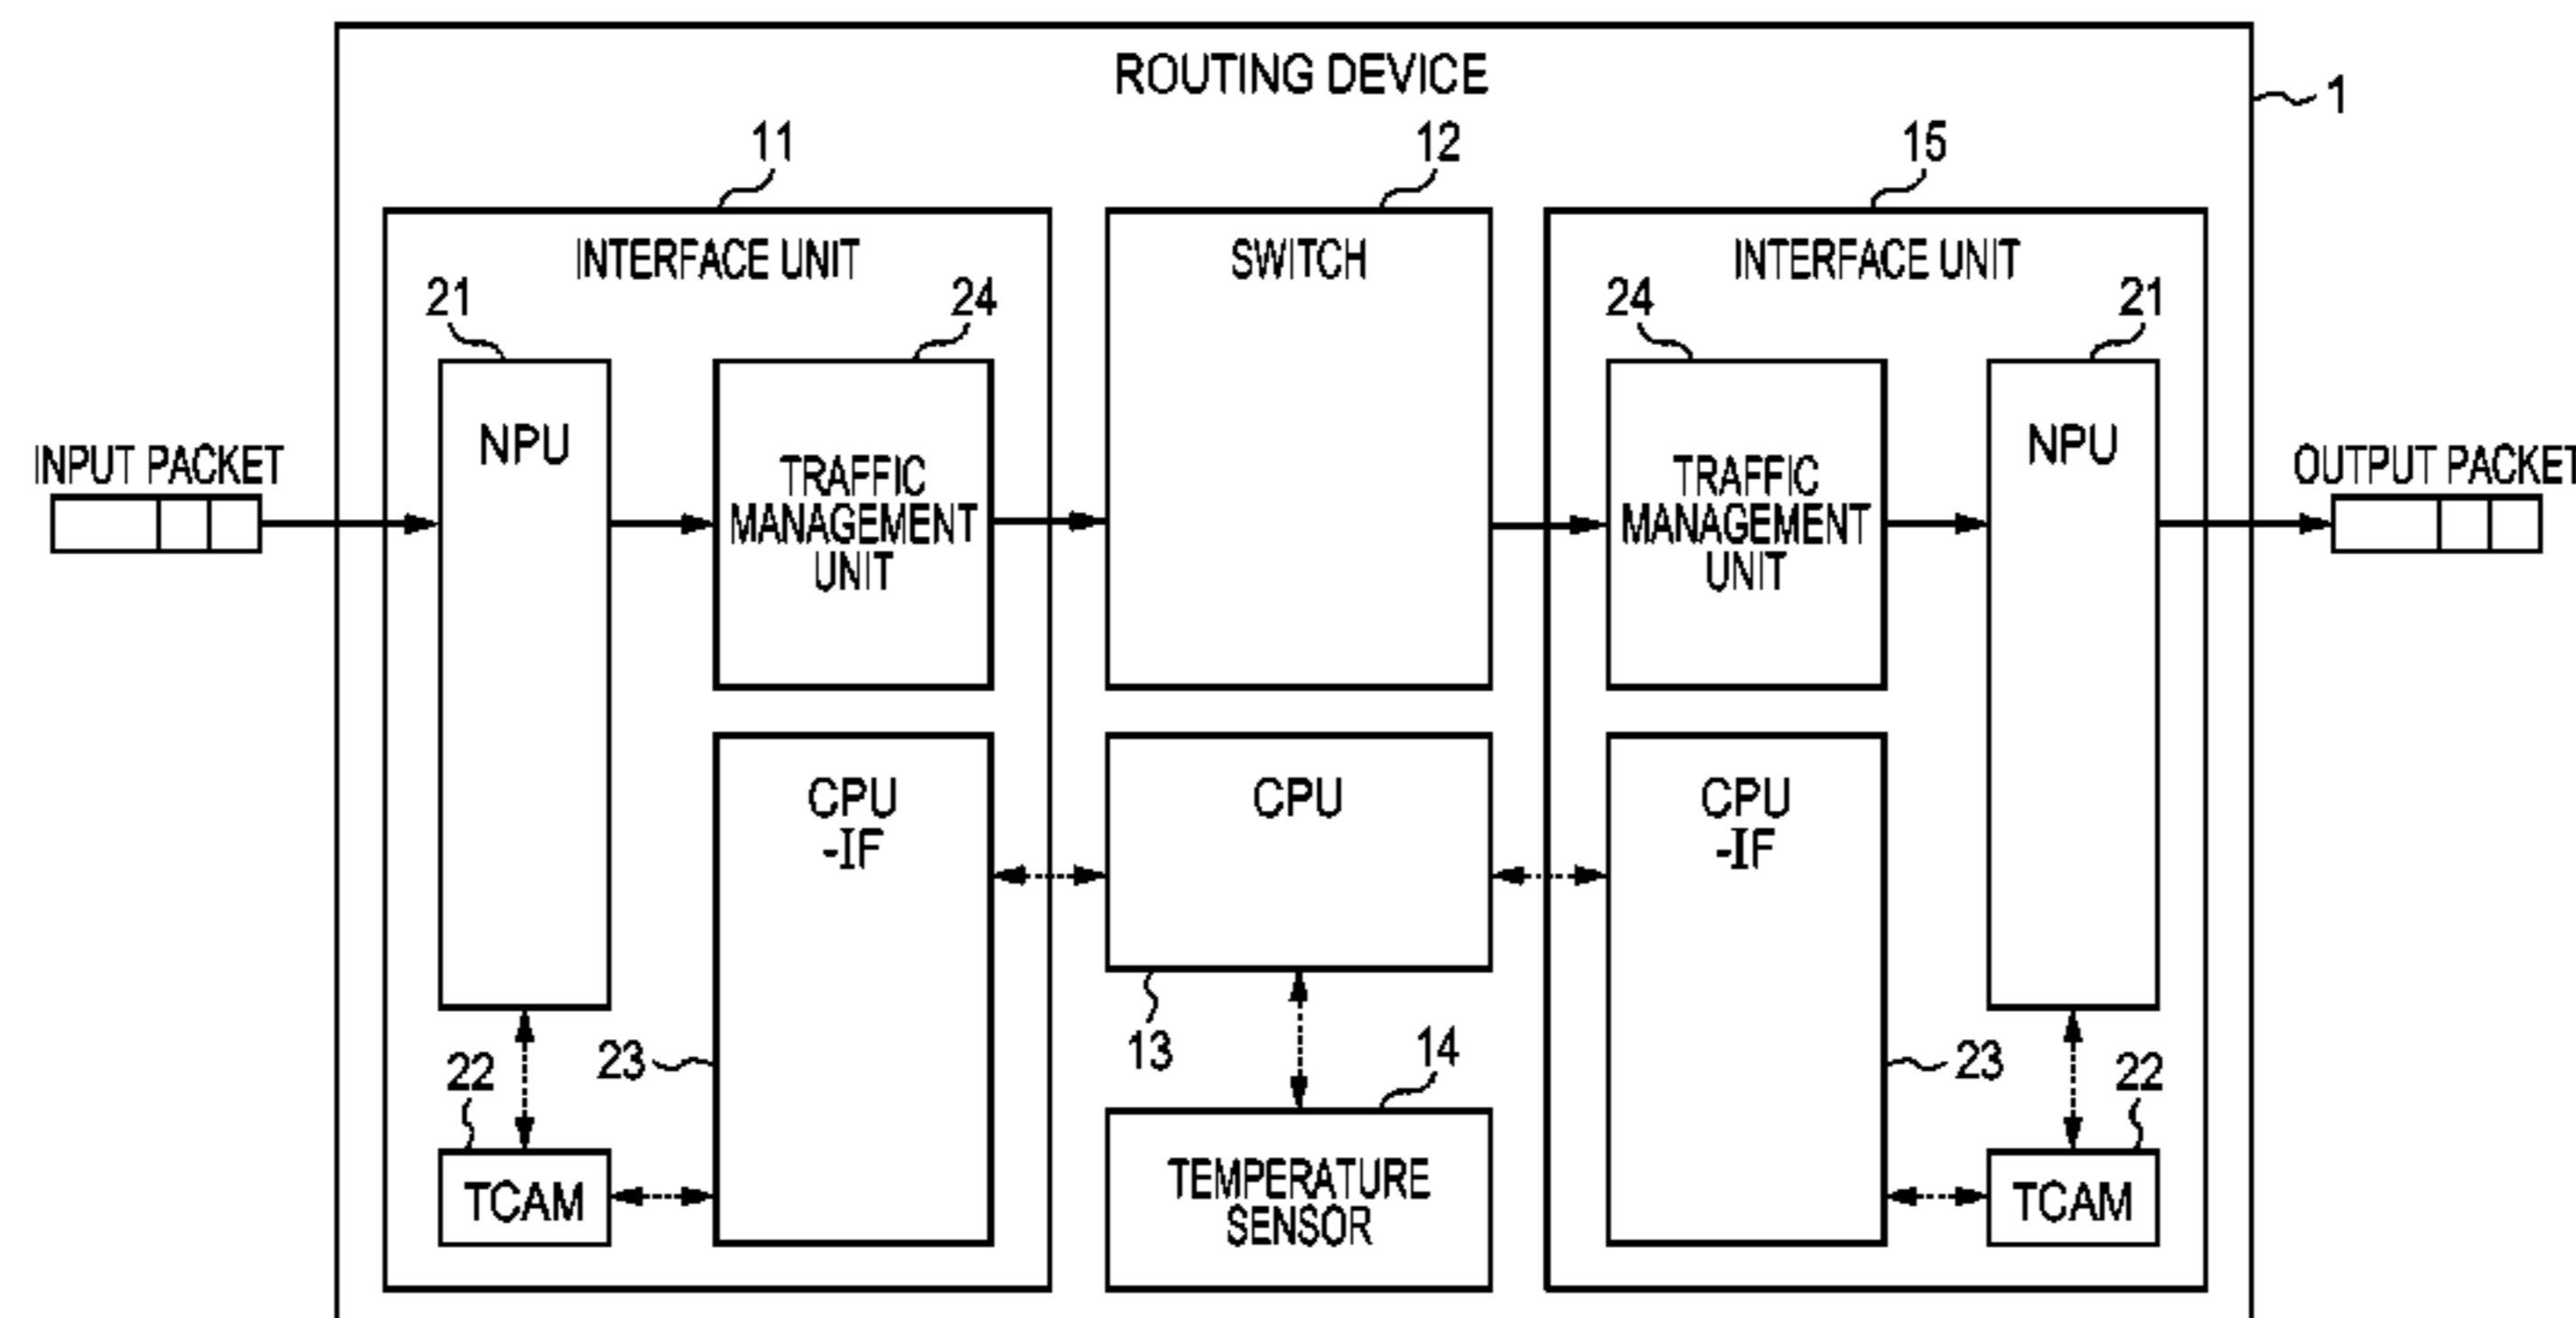 ROUTING DEVICE
1
11
12
15
INTERFACE UNIT
SWITCH
INTERFACE UNIT
21
24
24
21
NPU
NPU
INPUT PACKET
OUTPUT PACKET
TRAFFIC
MANAGEMENT
UNIT
TRAFFIC
MANAGEMENT
UNIT
CPU
-IF
CPU
CPU
-IF
13
14
22
23
23
22
TCAM
TEMPERATURE
SENSOR
TCAM